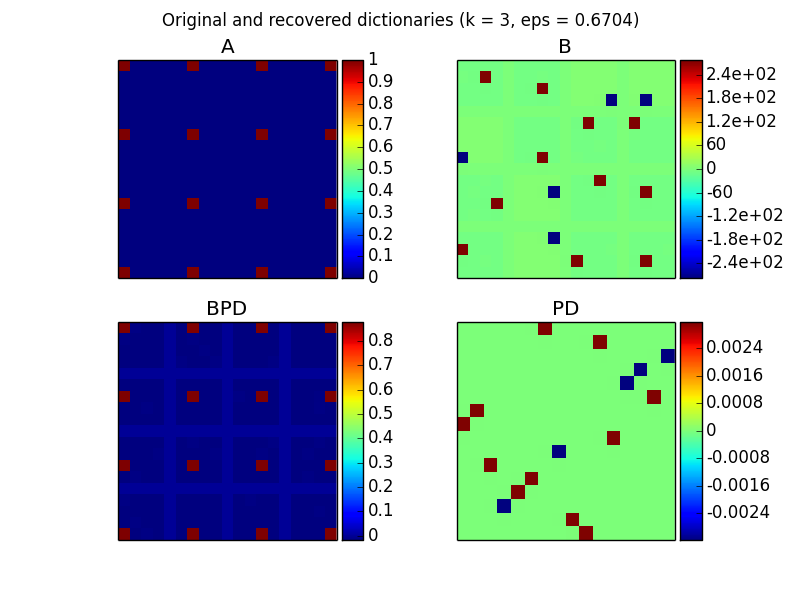 Original and recovered dictionaries (k = 3, eps = 0.6704)
A
1
0.9
0.8
0.7
0.6
0.5
0.4
0.3
0.2
0.1
0
B
2.4e+02
1.8e+02
1.2e+02
60
0
-60
-1.2e+02
-1.8e+02
-2.4e+02
BPD
0.8
0.7
0.6
0.5
0.4
0.3
0.2
0.1
0
PD
0.0024
0.0016
0.0008
0
-0.0008
-0.0016
-0.0024